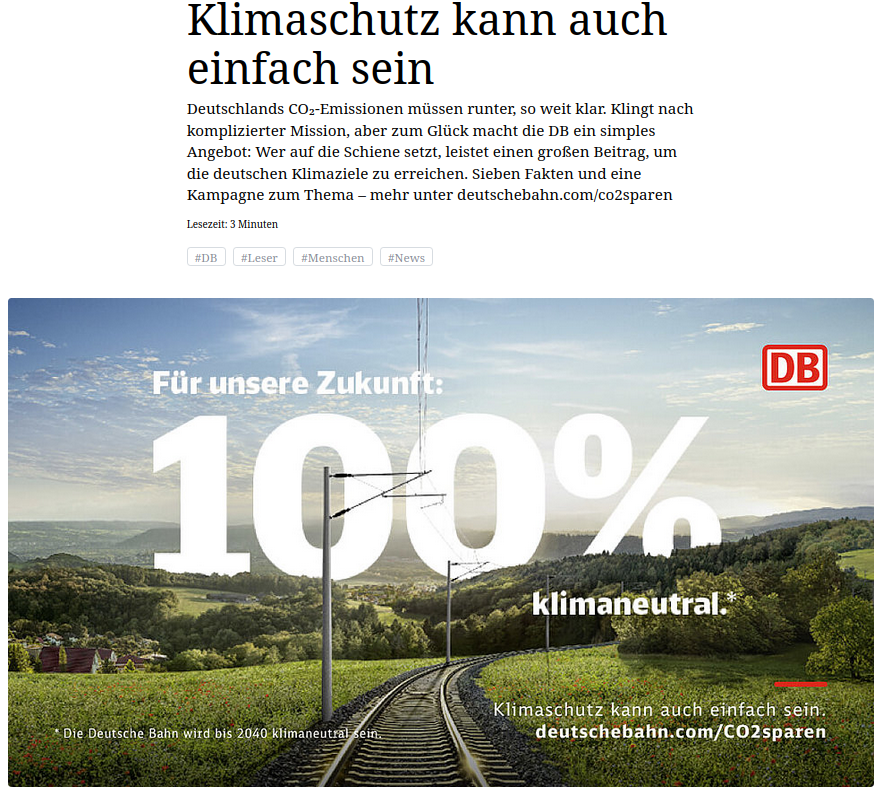 Klimaschutz kann auch
einfach sein
Deutschlands CO₂-Emissionen müssen runter, so weit klar. Klingt nach
komplizierter Mission, aber zum Glück macht die DB ein simples
Angebot: Wer auf die Schiene setzt, leistet einen großen Beitrag, um
die deutschen Klimaziele zu erreichen. Sieben Fakten und eine
Kampagne zum Thema – mehr unter deutschebahn.com/co2sparen
Lesezeit: 3 Minuten
#DB #Leser #Menschen #News
DB
Für unsere Zukunft:
100%
klimaneutral.*
Klimaschutz kann auch einfach sein.
deutschebahn.com/CO2sparen
* Die Deutsche Bahn wird bis 2040 klimaneutral sein.